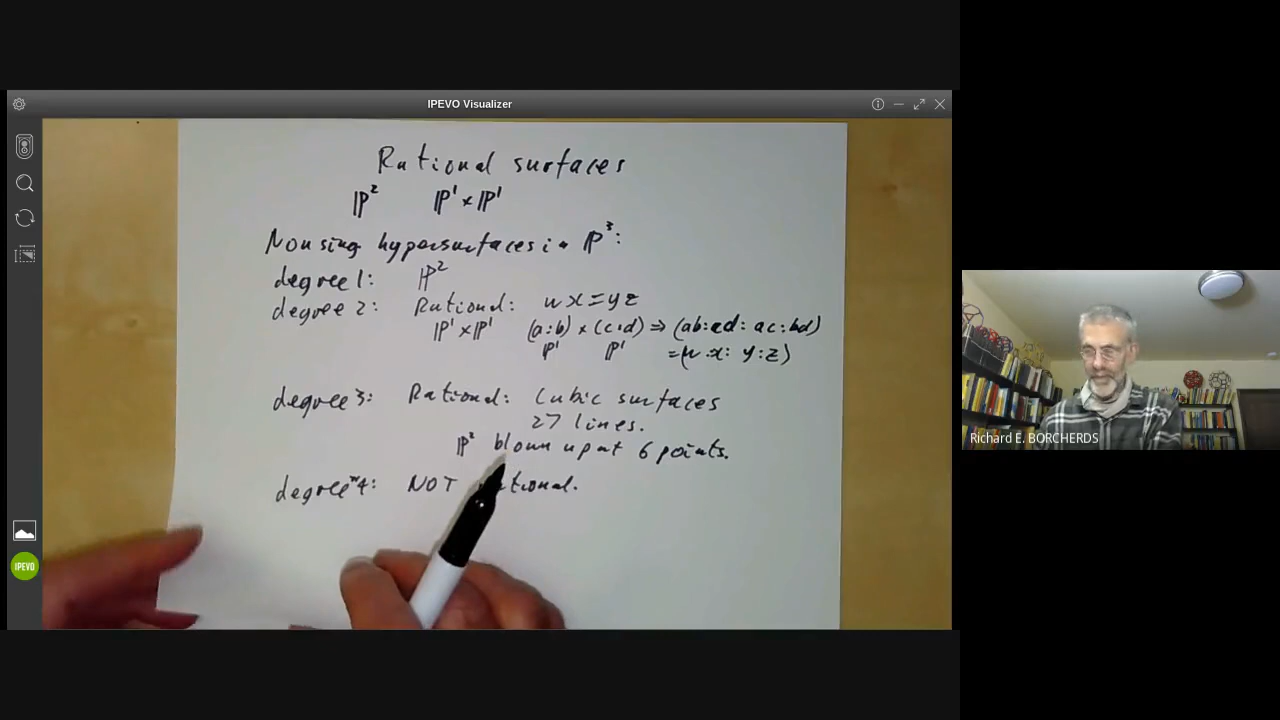 IPEVO Visualizer
Rational surfaces
ℙ² ℙ¹×ℙ¹
Nonsing hypersurfaces in ℙ³:
degree 1: ℙ²
degree 2: Rational: wx=yz
ℙ¹×ℙ¹ (a:b) × (c:d) ⇒ (ab:cd: ac:bd)
ℙ¹ ℙ¹ =(w:x: y:z)
degree 3: Rational: Cubic surfaces
27 lines.
ℙ² blown up at 6 points.
degree 4: NOT rational.
IPEVO
Richard E. BORCHERDS